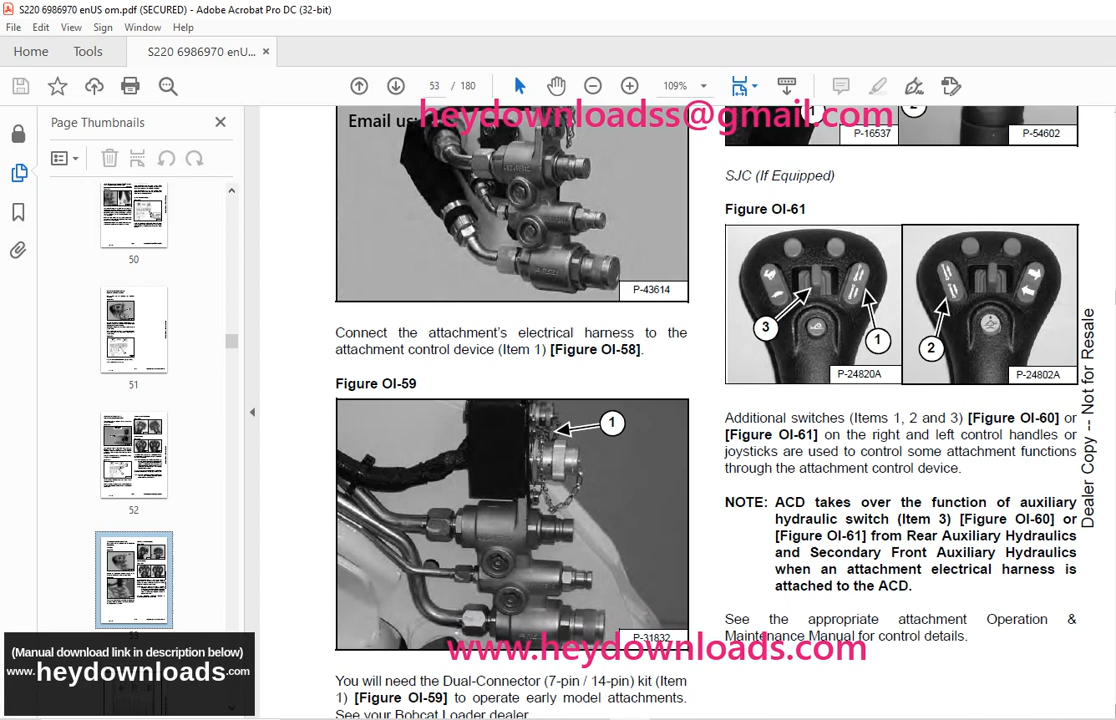 S220 6986970 enUS om.pdf (SECURED) - Adobe Acrobat Pro DC (32-bit)
File Edit View Sign Window Help
Home Tools S220 6986970 enU... ×
53 / 180 109%
Page Thumbnails
50
51
52
53
(Manual download link in description below)
www.heydownloads.com
Email us:
heydownloadss@gmail.com
P-43614
Connect the attachment's electrical harness to the
attachment control device (Item 1) [Figure OI-58].
Figure OI-59
1
P-31832
www.heydownloads.com
You will need the Dual-Connector (7-pin / 14-pin) kit (Item
1) [Figure OI-59] to operate early model attachments.
See your Bobcat Loader dealer
1 2
P-16537 P-54602
SJC (If Equipped)
Figure OI-61
3 1 2
P-24820A P-24802A
Additional switches (Items 1, 2 and 3) [Figure OI-60] or
[Figure OI-61] on the right and left control handles or
joysticks are used to control some attachment functions
through the attachment control device.
NOTE: ACD takes over the function of auxiliary
hydraulic switch (Item 3) [Figure OI-60] or
[Figure OI-61] from Rear Auxiliary Hydraulics
and Secondary Front Auxiliary Hydraulics
when an attachment electrical harness is
attached to the ACD.
See the appropriate attachment Operation &
Maintenance Manual for control details.
Dealer Copy -- Not for Resale